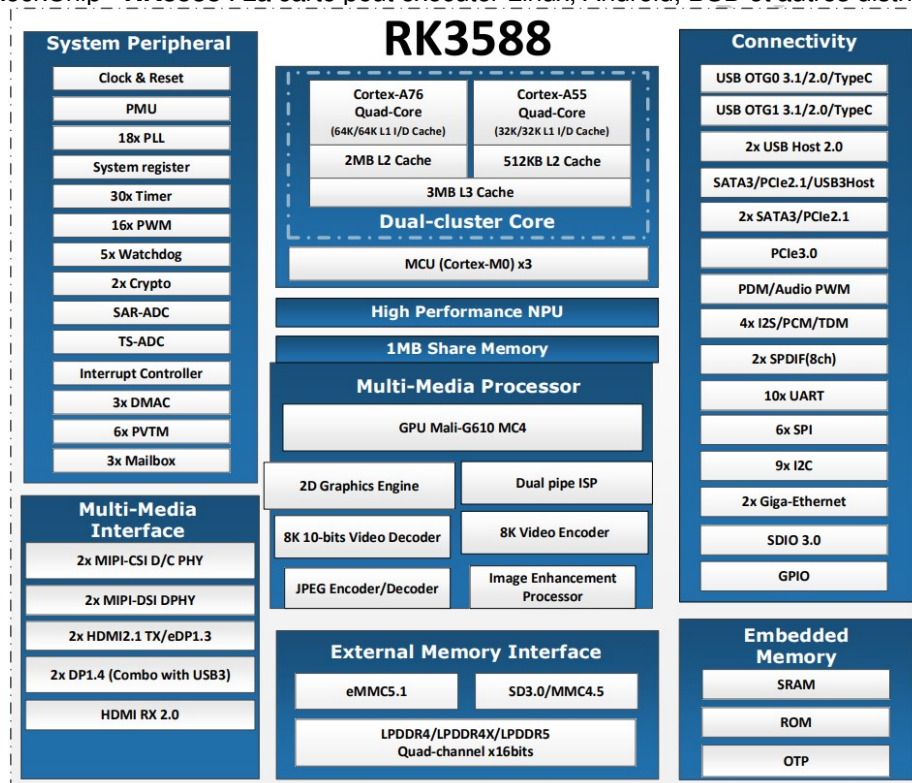 RK3588
System Peripheral
Clock & Reset
PMU
18x PLL
System register
30x Timer
16x PWM
5x Watchdog
2x Crypto
SAR-ADC
TS-ADC
Interrupt Controller
3x DMAC
6x PVTM
3x Mailbox
Multi-Media
Interface
2x MIPI-CSI D/C PHY
2x MIPI-DSI DPHY
2x HDMI2.1 TX/eDP1.3
2x DP1.4 (Combo with USB3)
HDMI RX 2.0
Cortex-A76
Quad-Core
(64K/64K L1 I/D Cache)
2MB L2 Cache
Cortex-A55
Quad-Core
(32K/32K L1 I/D Cache)
512KB L2 Cache
3MB L3 Cache
Dual-cluster Core
MCU (Cortex-M0) x3
High Performance NPU
1MB Share Memory
Multi-Media Processor
GPU Mali-G610 MC4
2D Graphics Engine
Dual pipe ISP
8K 10-bits Video Decoder
8K Video Encoder
JPEG Encoder/Decoder
Image Enhancement
Processor
External Memory Interface
eMMC5.1
SD3.0/MMC4.5
LPDDR4/LPDDR4X/LPDDR5
Quad-channel x16bits
Connectivity
USB OTG0 3.1/2.0/TypeC
USB OTG1 3.1/2.0/TypeC
2x USB Host 2.0
SATA3/PCIe2.1/USB3Host
2x SATA3/PCIe2.1
PCIe3.0
PDM/Audio PWM
4x I2S/PCM/TDM
2x SPDIF(8ch)
10x UART
6x SPI
9x I2C
2x Giga-Ethernet
SDIO 3.0
GPIO
Embedded
Memory
SRAM
ROM
OTP